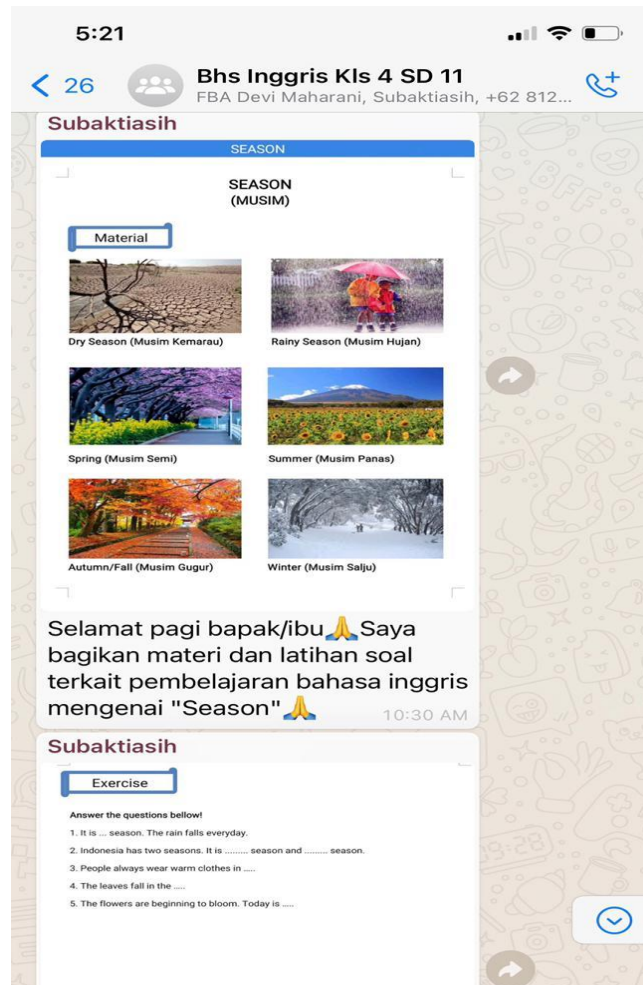 5:21
26
Bhs Inggris Kls 4 SD 11
FBA Devi Maharani, Subaktiasih, +62 812...
Subaktiasih
SEASON
SEASON
(MUSIM)
Material
Dry Season (Musim Kemarau)
Rainy Season (Musim Hujan)
Spring (Musim Semi)
Summer (Musim Panas)
Autumn/Fall (Musim Gugur)
Winter (Musim Salju)
Selamat pagi bapak/ibu🙏Saya
bagikan materi dan latihan soal
terkait pembelajaran bahasa inggris
mengenai "Season"🙏
10:30 AM
Subaktiasih
Exercise
Answer the questions bellow!
1. It is ... season. The rain falls everyday.
2. Indonesia has two seasons. It is ......... season and ......... season.
3. People always wear warm clothes in .....
4. The leaves fall in the .....
5. The flowers are beginning to bloom. Today is .....